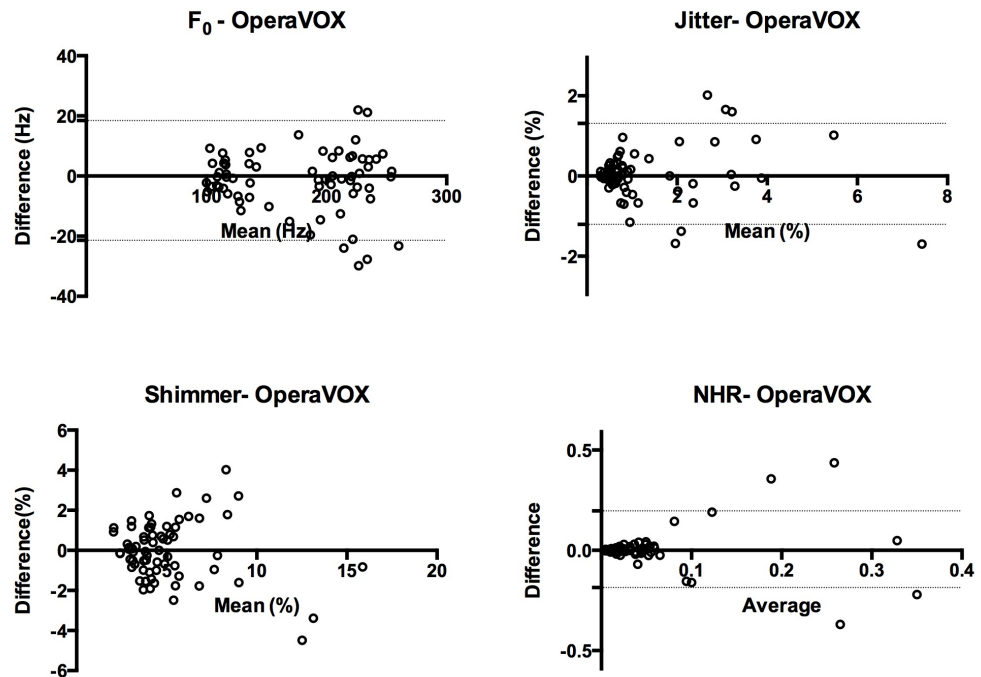 F₀ - OperaVOX
40
20
0
-20
-40
Difference (Hz)
100 200 300
Mean (Hz)
Jitter- OperaVOX
2
0
-2
Difference (%)
2 4 6 8
Mean (%)
Shimmer- OperaVOX
6
4
2
0
-2
-4
-6
Difference(%)
10 15 20
Mean (%)
NHR- OperaVOX
0.5
0.0
-0.5
Difference
0.1 0.2 0.3 0.4
Average